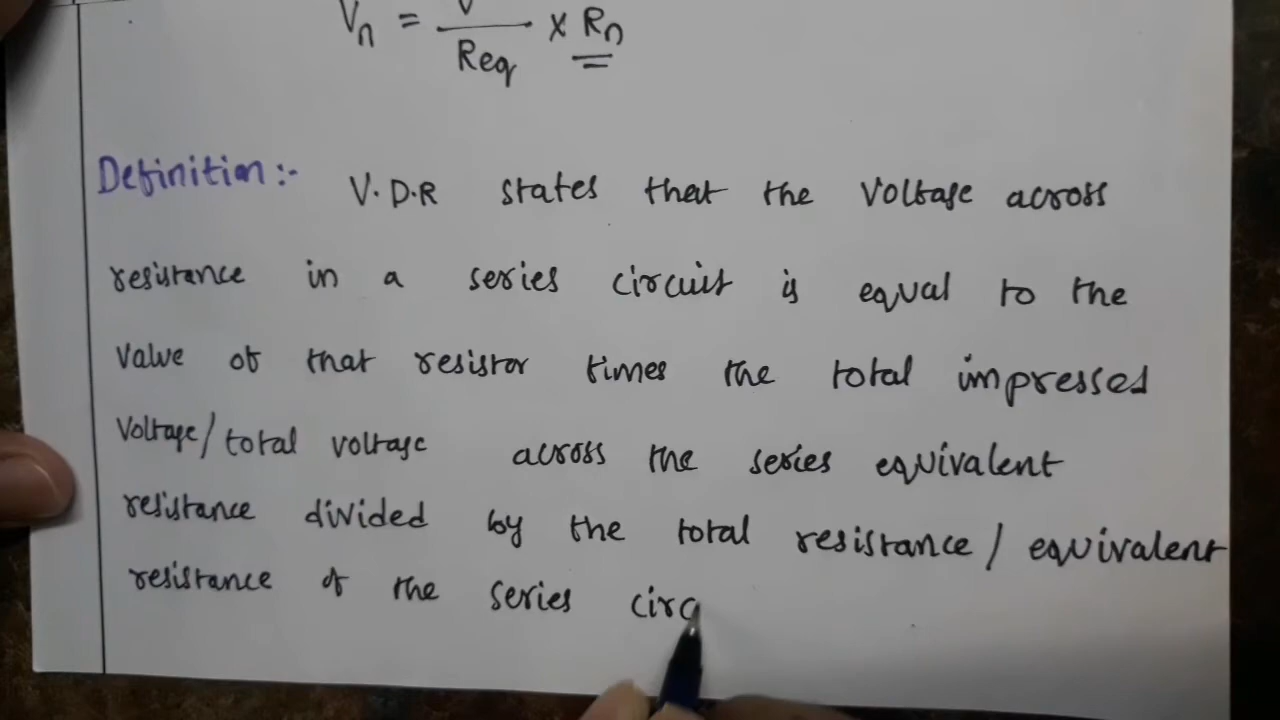 Vn = V / Req × Rn
Definition:- V.D.R states that the Voltage across
resistance in a series circuit is equal to the
Value of that resistor times the total impressed
Voltage/total voltage across the series equivalent
resistance divided by the total resistance/equivalent
resistance of the series circ